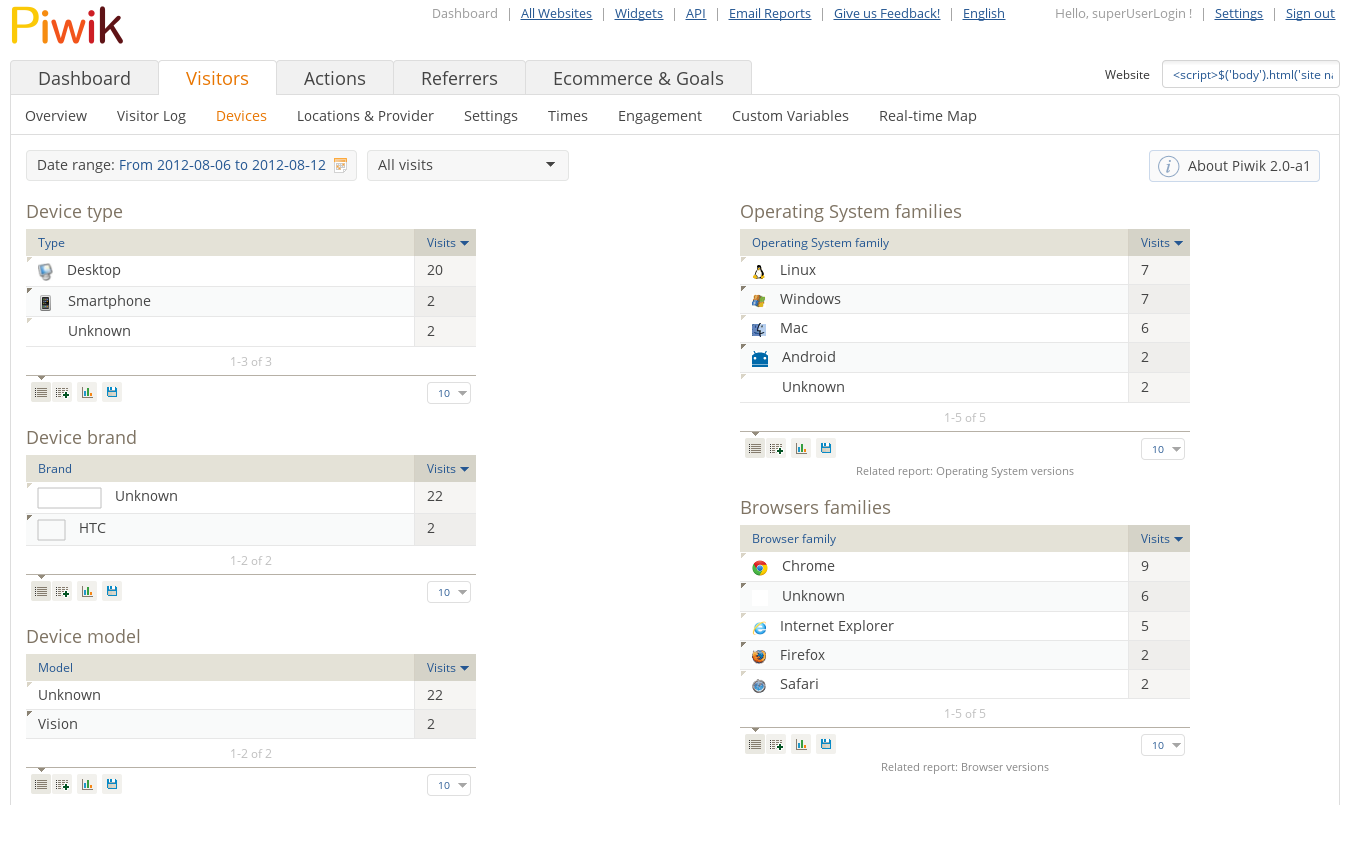 Piwik
Dashboard | All Websites | Widgets | API | Email Reports | Give us Feedback! | English
Hello, superUserLogin ! | Settings | Sign out
Dashboard Visitors Actions Referrers Ecommerce & Goals
Website <script>$('body').html('site na
Overview Visitor Log Devices Locations & Provider Settings Times Engagement Custom Variables Real-time Map
Date range: From 2012-08-06 to 2012-08-12
All visits
i About Piwik 2.0-a1
Device type
Type Visits
Desktop 20
Smartphone 2
Unknown 2
1-3 of 3
10
Device brand
Brand Visits
Unknown 22
HTC 2
1-2 of 2
10
Device model
Model Visits
Unknown 22
Vision 2
1-2 of 2
10
Operating System families
Operating System family Visits
Linux 7
Windows 7
Mac 6
Android 2
Unknown 2
1-5 of 5
10
Related report: Operating System versions
Browsers families
Browser family Visits
Chrome 9
Unknown 6
Internet Explorer 5
Firefox 2
Safari 2
1-5 of 5
10
Related report: Browser versions